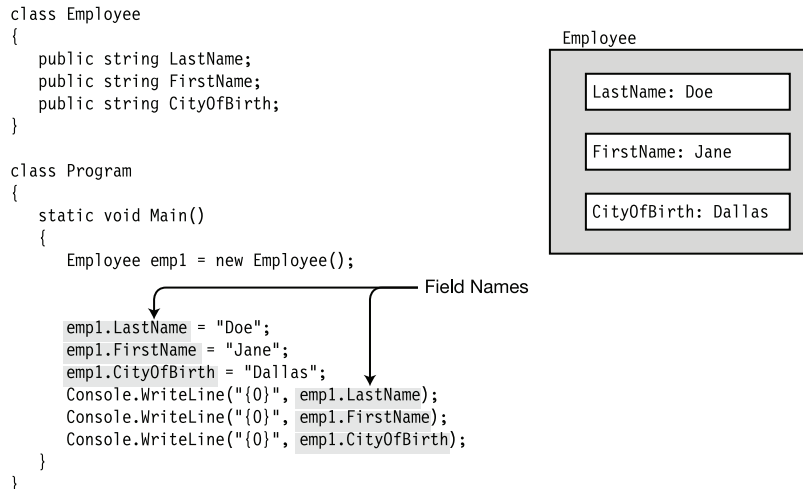 class Employee
{
   public string LastName;
   public string FirstName;
   public string CityOfBirth;
}

class Program
{
   static void Main()
   {
      Employee emp1 = new Employee();

      emp1.LastName = "Doe";
      emp1.FirstName = "Jane";
      emp1.CityOfBirth = "Dallas";
      Console.WriteLine("{0}", emp1.LastName);
      Console.WriteLine("{0}", emp1.FirstName);
      Console.WriteLine("{0}", emp1.CityOfBirth);
   }
}
Field Names
Employee
LastName: Doe
FirstName: Jane
CityOfBirth: Dallas